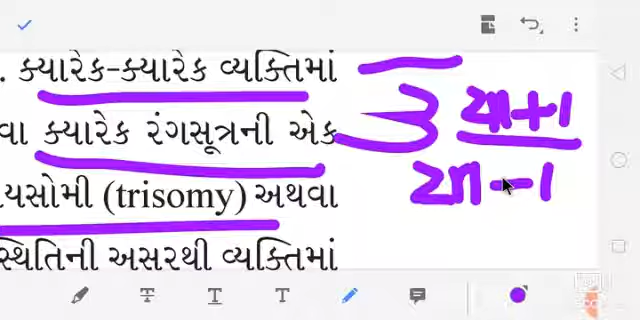 . ક્યારેક-ક્યારેક વ્યક્તિમાં
વા ક્યારેક રંગસૂત્રની એક
યસોમી (trisomy) અથવા
સ્થિતિની અસરથી વ્યક્તિમાં
2n+1
2n-1